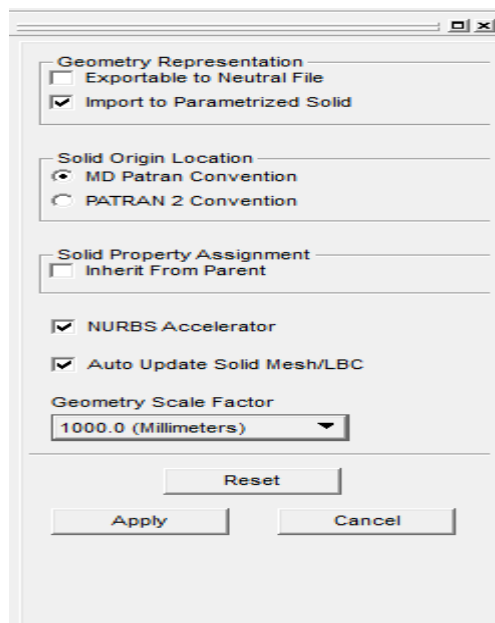 Geometry Representation
Exportable to Neutral File
Import to Parametrized Solid
Solid Origin Location
MD Patran Convention
PATRAN 2 Convention
Solid Property Assignment
Inherit From Parent
NURBS Accelerator
Auto Update Solid Mesh/LBC
Geometry Scale Factor
1000.0 (Millimeters)
Reset
Apply Cancel